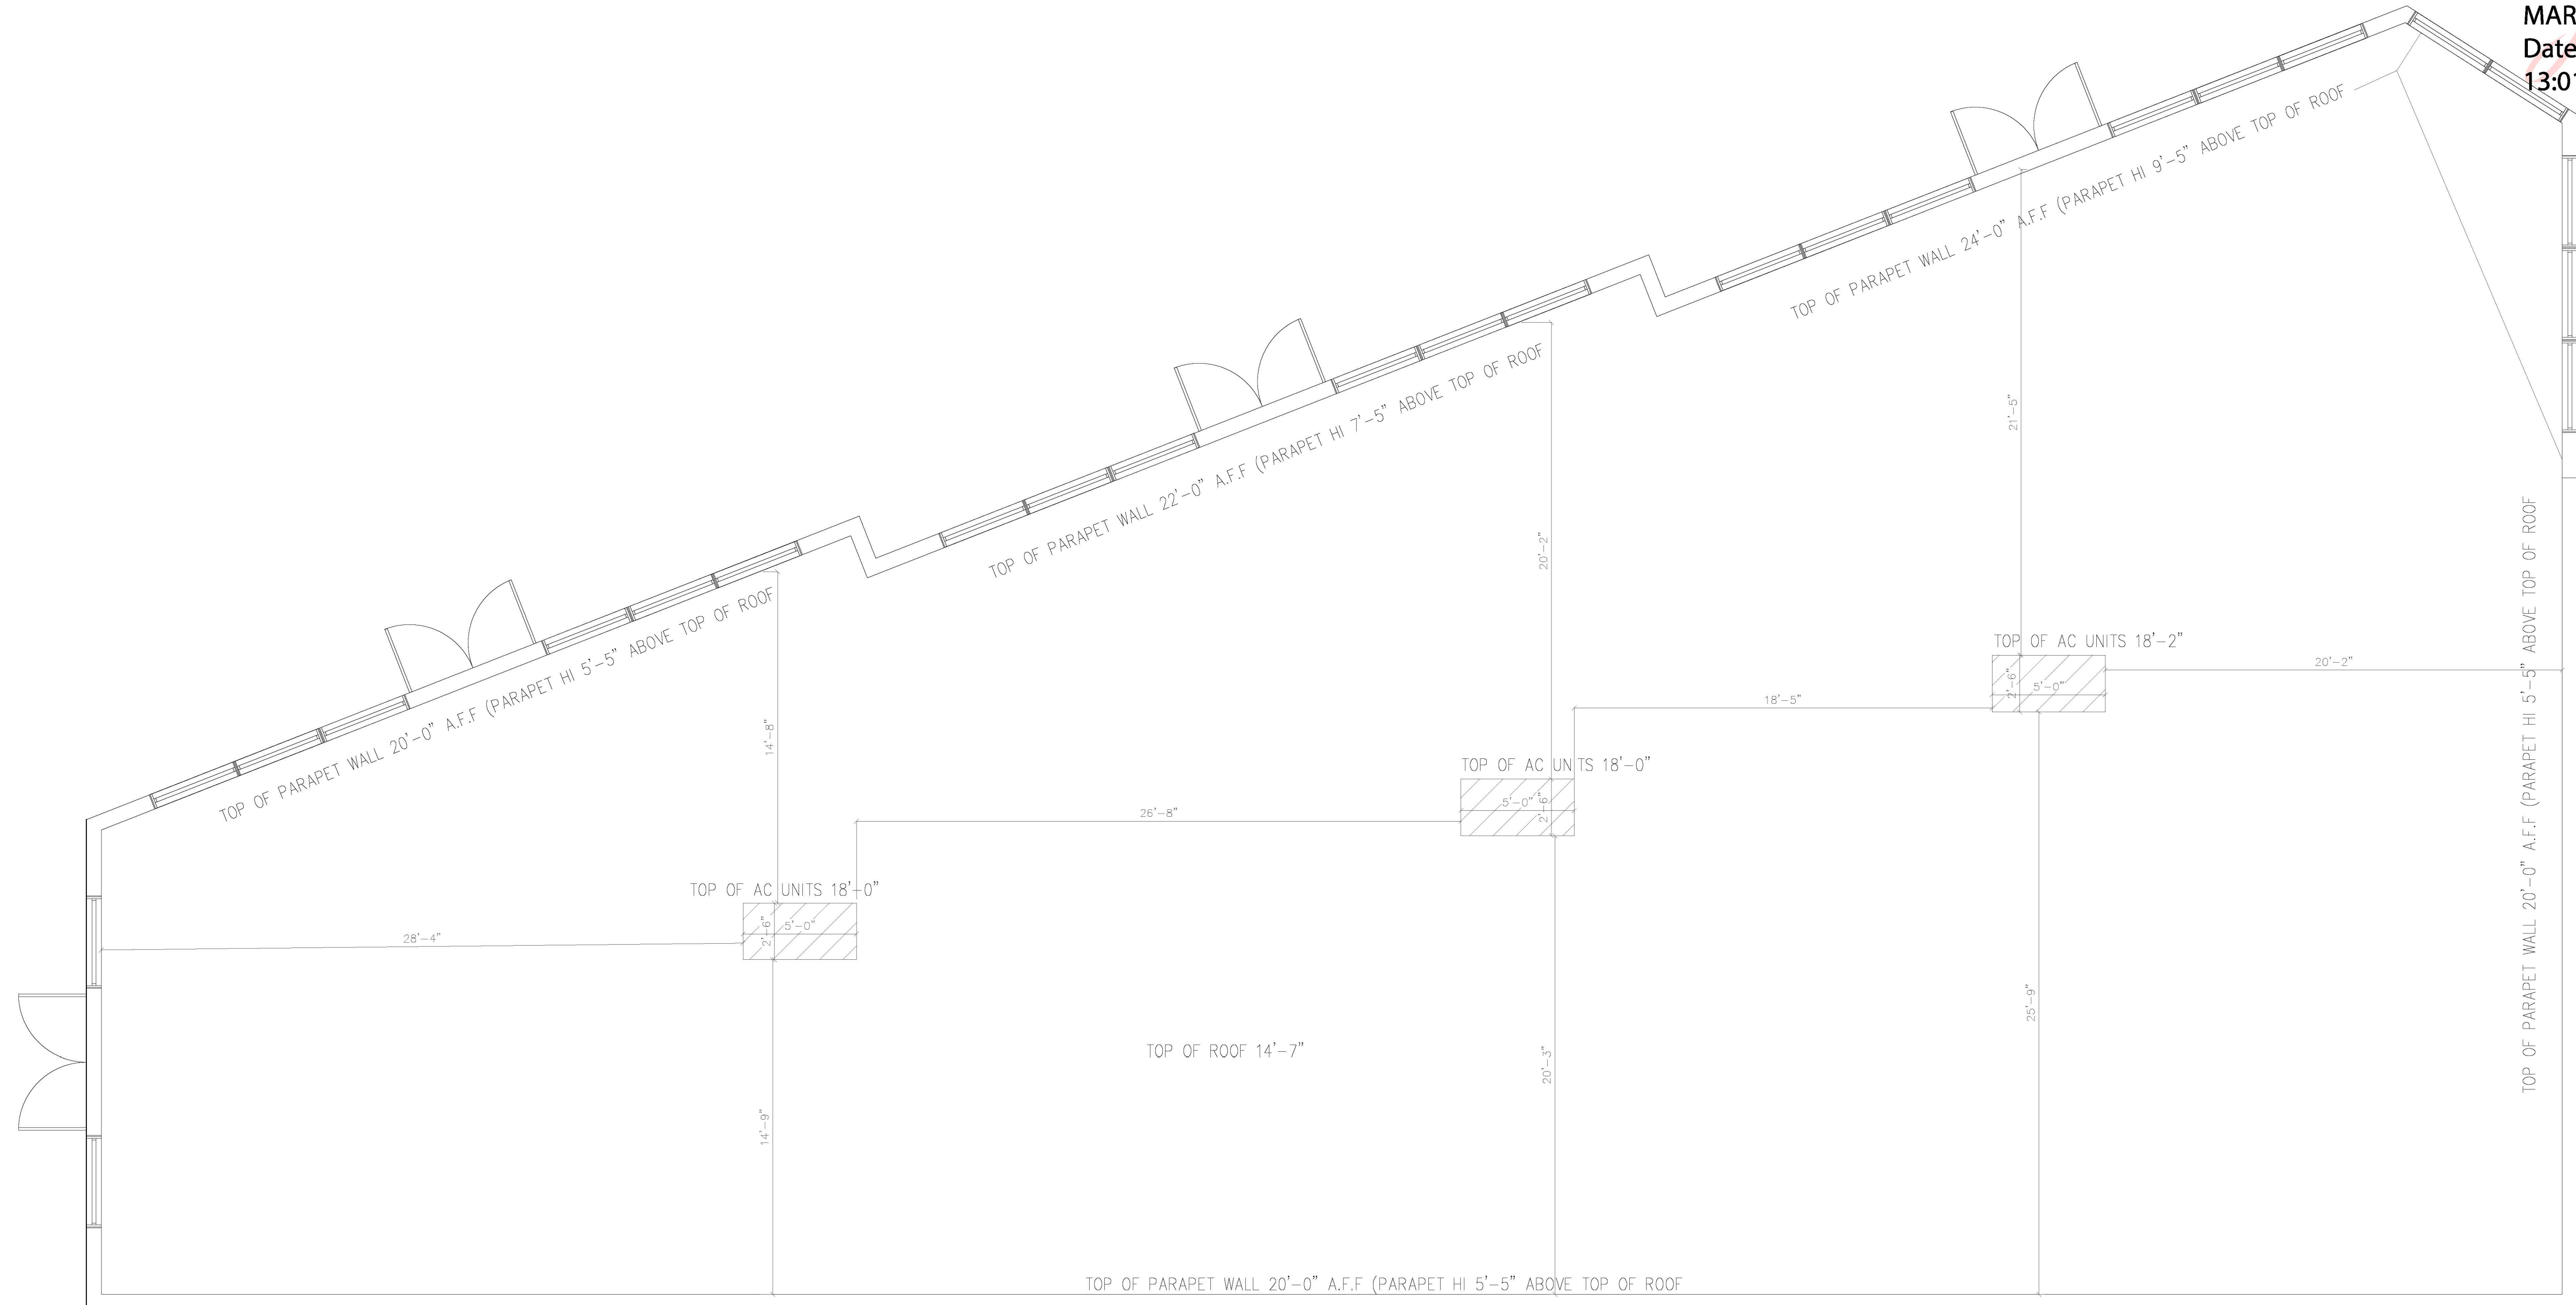 MAR
Date
13:01
TOP OF PARAPET WALL 24'-0" A.F.F (PARAPET HI 9'-5" ABOVE TOP OF ROOF
TOP OF PARAPET WALL 22'-0" A.F.F (PARAPET HI 7'-5" ABOVE TOP OF ROOF
21'-5"
20'-2"
TOP OF PARAPET WALL 20'-0" A.F.F (PARAPET HI 5'-5" ABOVE TOP OF ROOF
TOP OF AC UNITS 18'-2"
20'-2"
2'-6"
5'-0"
18'-5"
14'-8"
TOP OF AC UNITS 18'-0"
5'-0"
2'-6"
26'-8"
TOP OF AC UNITS 18'-0"
2'-6"
5'-0"
28'-4"
TOP OF PARAPET WALL 20'-0" A.F.F (PARAPET HI 5'-5" ABOVE TOP OF ROOF
25'-9"
TOP OF ROOF 14'-7"
20'-3"
14'-9"
TOP OF PARAPET WALL 20'-0" A.F.F (PARAPET HI 5'-5" ABOVE TOP OF ROOF